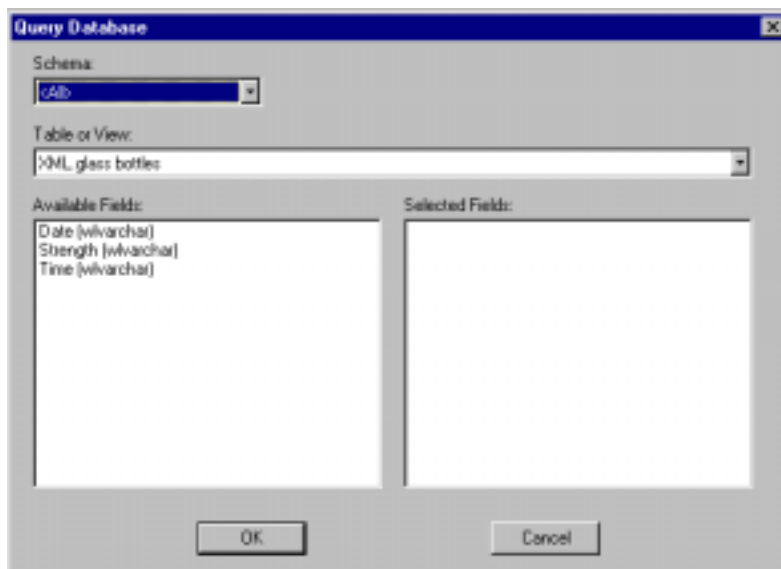 Query Database
Schema:
<All>
Table or View:
XML glass bottles
Available Fields:
Selected Fields:
Date (wlvarchar)
Strength (wlvarchar)
Time (wlvarchar)
OK
Cancel